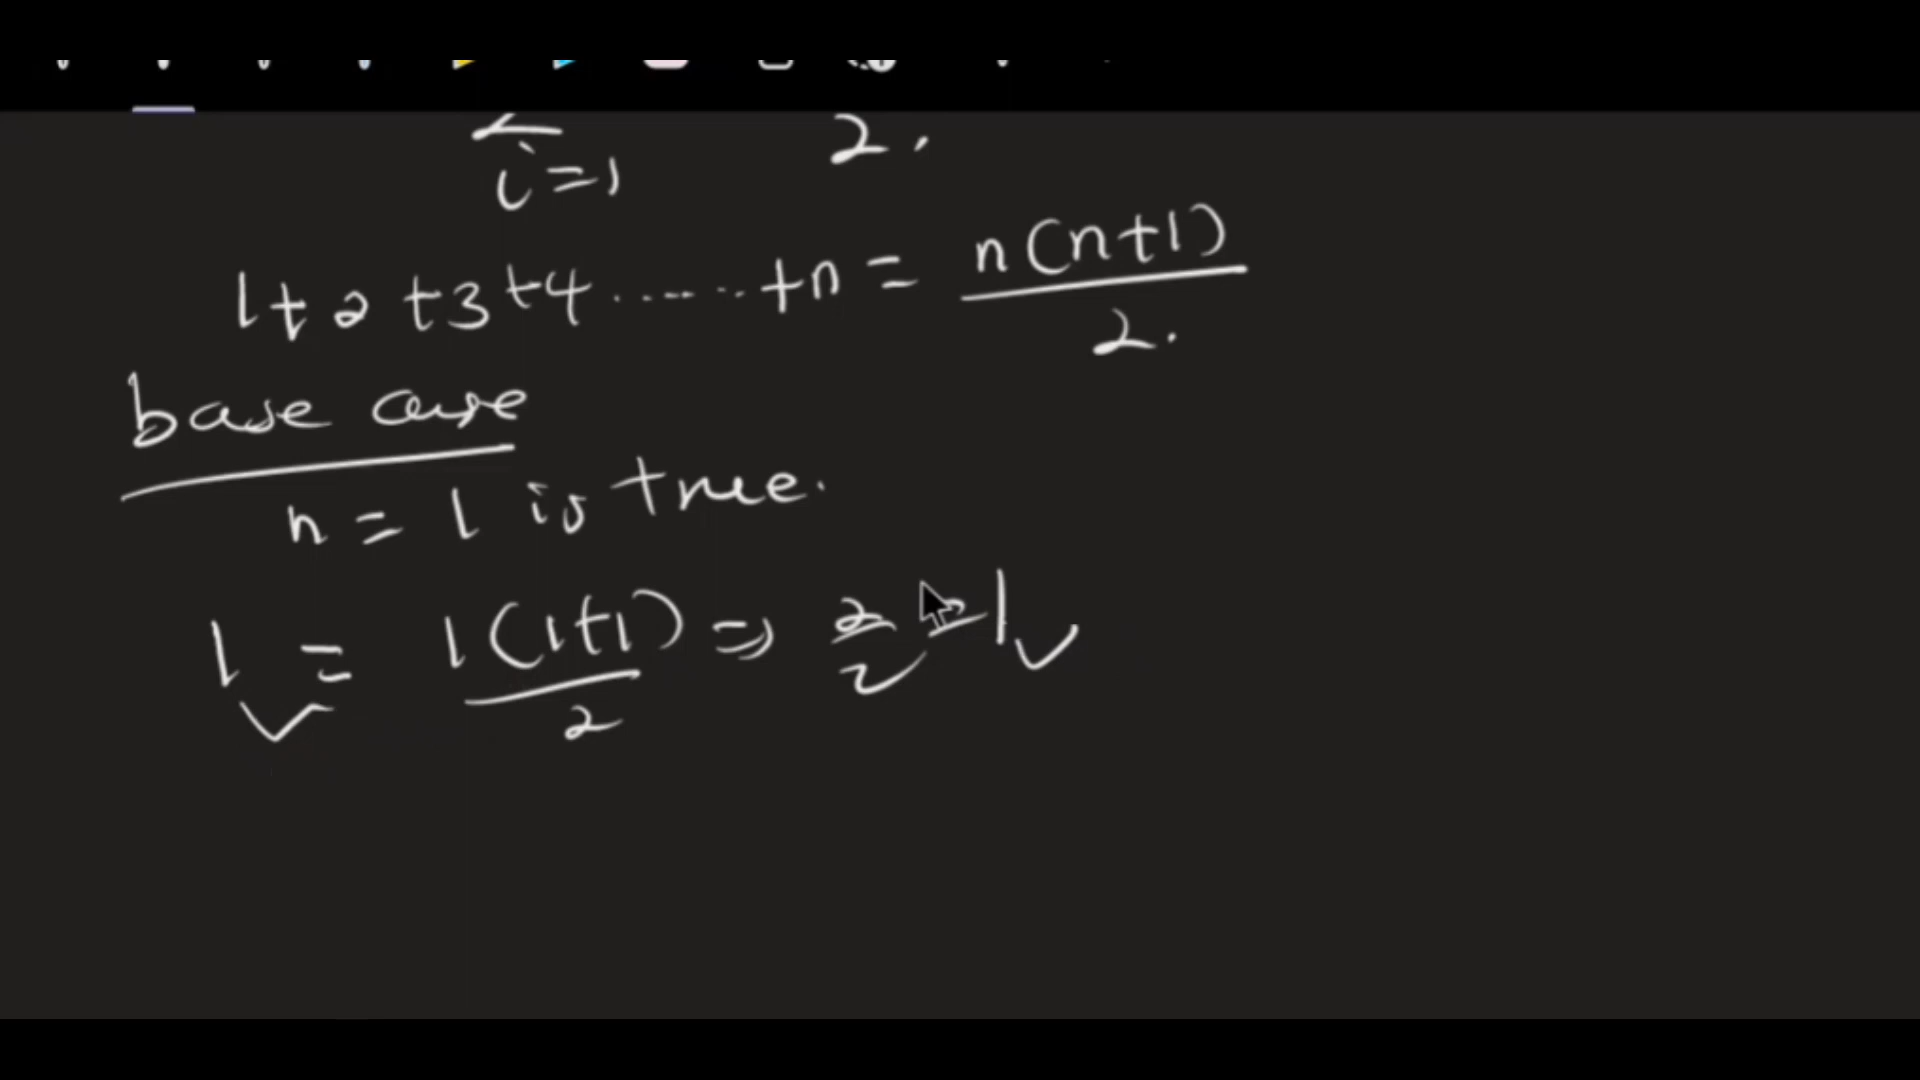 i=1 2.
1+2+3+4......+n = n(n+1)/2.
base case
n = 1 is true.
1 = 1(1+1)/2 => 2/2 = 1